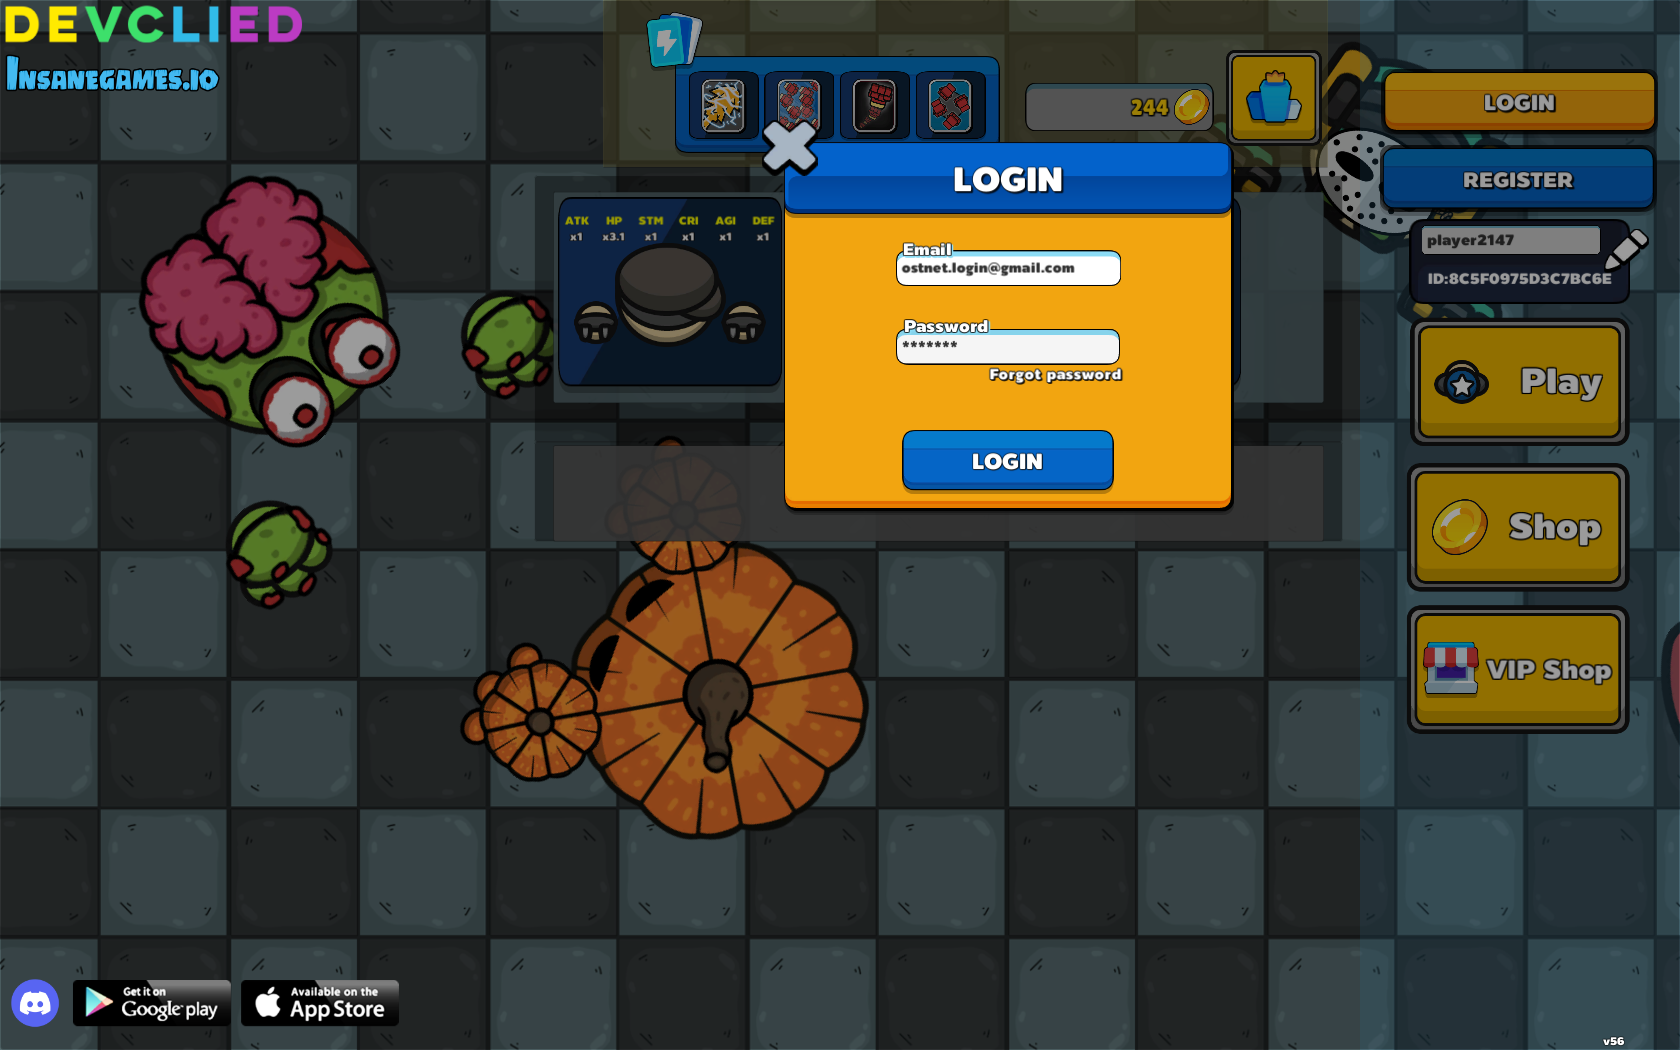 DEVCLIED
INSANEGAMES.IO
244
LOGIN
REGISTER
player2147
ID:8C5F0975D3C7BC6E
ATK HP STM CRI AGI DEF
x1 x3.1 x1 x1 x1 x1
LOGIN
Email
ostnet.login@gmail.com
Password
*******
Forgot password
LOGIN
Play
Shop
VIP Shop
Get it on
Google play
Available on the
App Store
v56